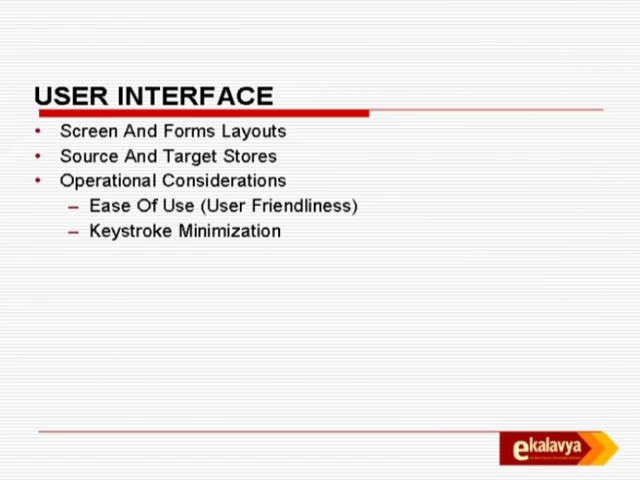 USER INTERFACE
• Screen And Forms Layouts
• Source And Target Stores
• Operational Considerations
– Ease Of Use (User Friendliness)
– Keystroke Minimization
ekalavya